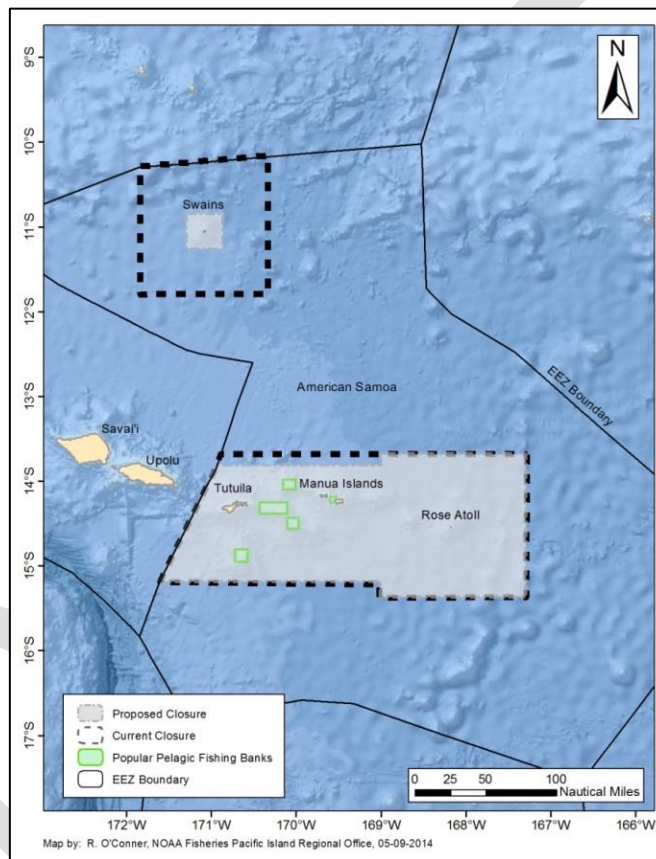 N
9°S
10°S
11°S
12°S
13°S
14°S
15°S
16°S
17°S
Swains
American Samoa
EEZ Boundary
Savai'i
Upolu
Tutuila
Manua Islands
Rose Atoll
Proposed Closure
Current Closure
Popular Pelagic Fishing Banks
EEZ Boundary
0 25 50 100
Nautical Miles
172°W 171°W 170°W 169°W 168°W 167°W 166°W
Map by: R. O'Conner, NOAA Fisheries Pacific Island Regional Office, 05-09-2014